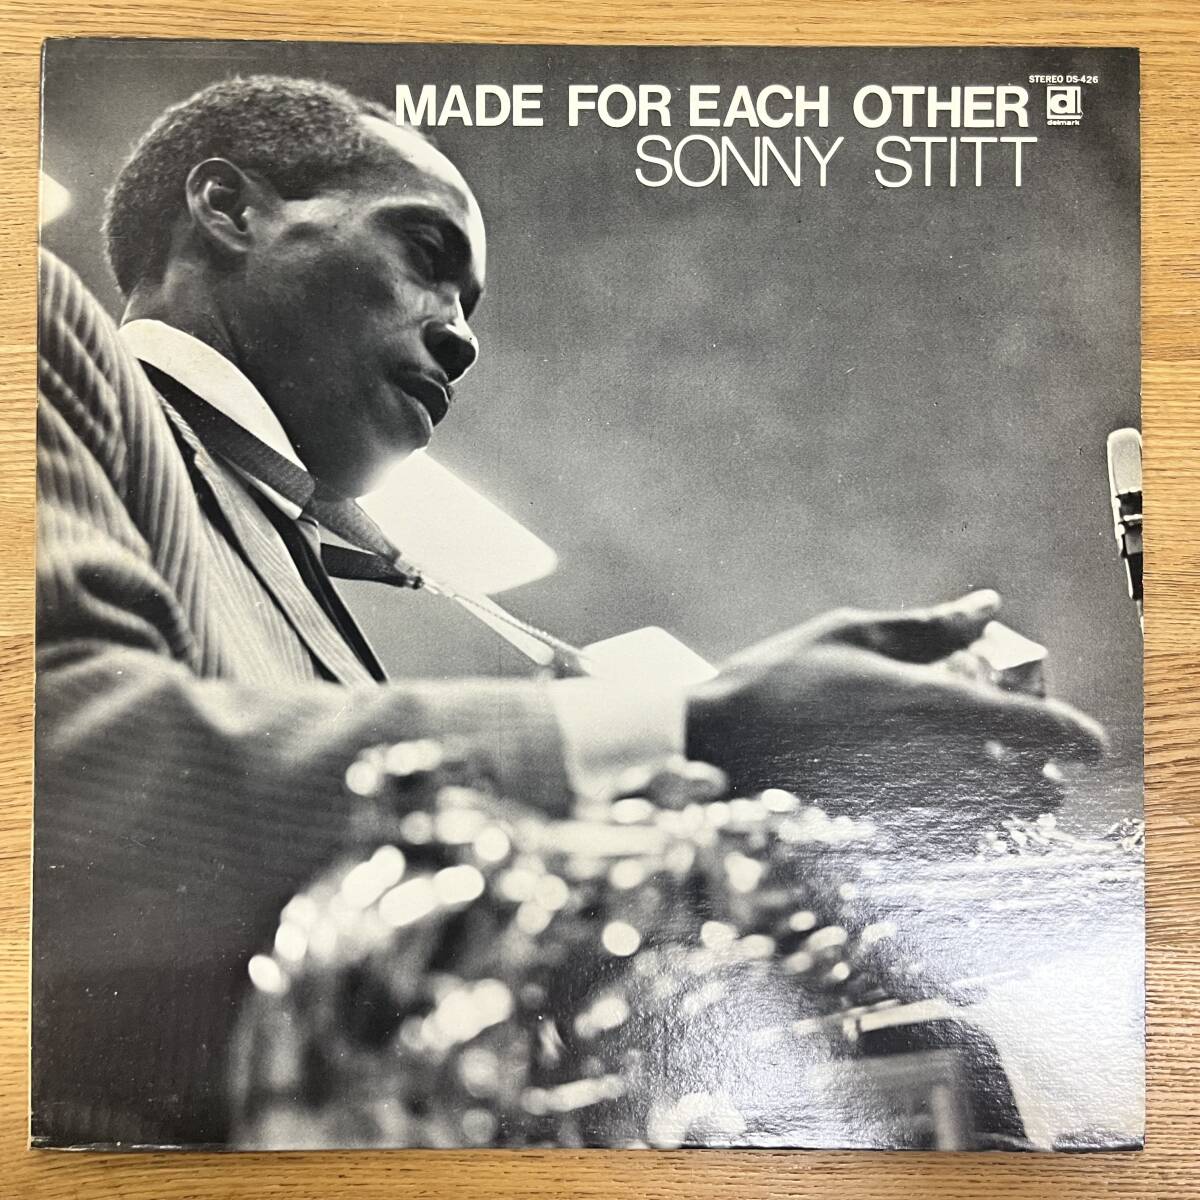 STEREO DS-426
MADE FOR EACH OTHER
d
delmark
SONNY STITT